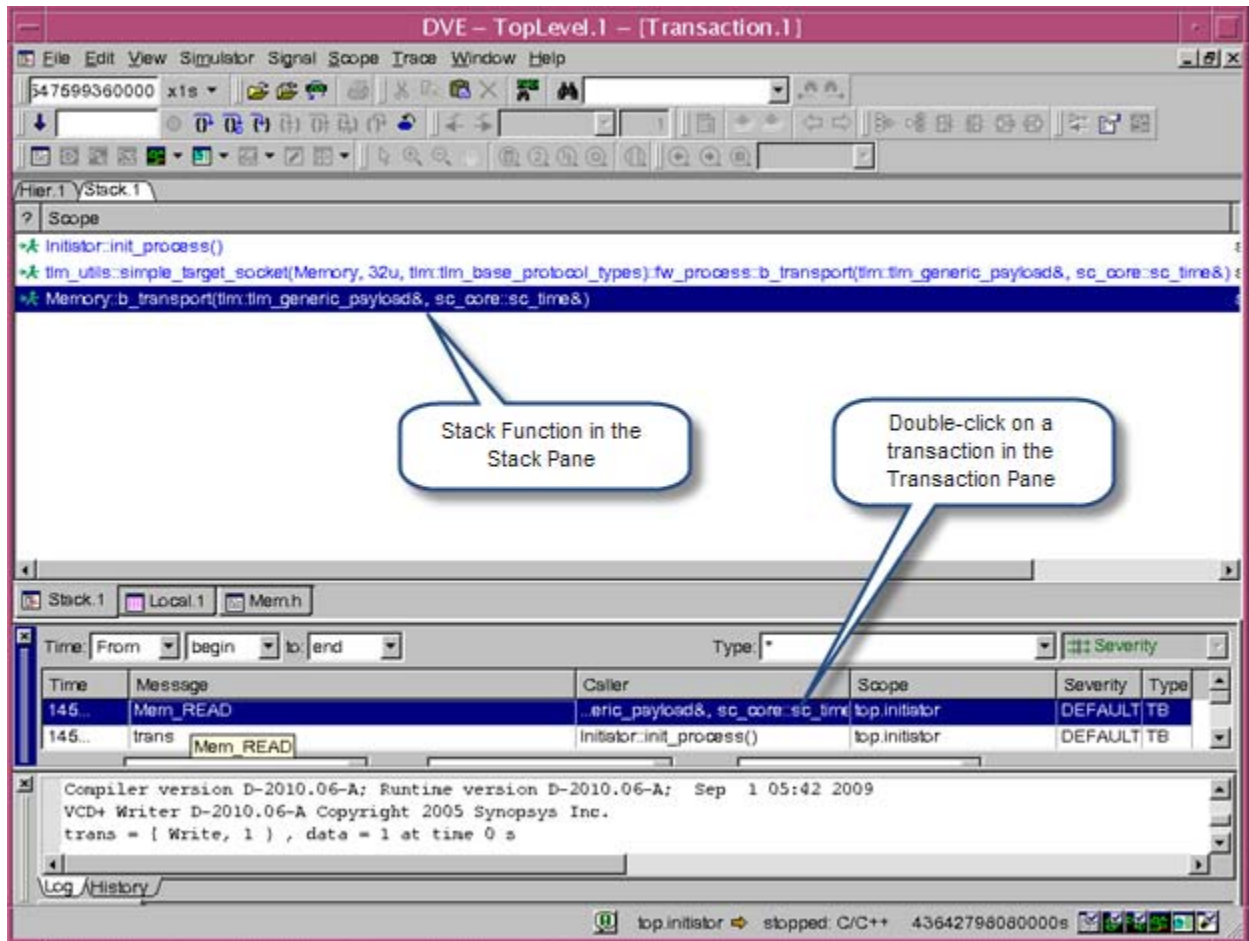 DVE – TopLevel.1 – [Transaction.1]
File Edit View Simulator Signal Scope Trace Window Help
547599360000 x1s
1
Hier.1 Stack.1
? Scope
Initiator::init_process()
tlm_utils::simple_target_socket(Memory, 32u, tlm::tlm_base_protocol_types)::fw_process::b_transport(tlm::tlm_generic_payload&, sc_core::sc_time&)
Memory::b_transport(tlm::tlm_generic_payload&, sc_core::sc_time&)
Stack Function in the
Stack Pane
Double-click on a
transaction in the
Transaction Pane
Stack.1 Local.1 Mem.h
Time: From begin to: end Type: * Severity
Time Message Caller Scope Severity Type
145... Mem_READ ...eric_payload&, sc_core::sc_time top.initiator DEFAULT TB
145... trans Initiator::init_process() top.initiator DEFAULT TB
Mem_READ
Compiler version D-2010.06-A; Runtime version D-2010.06-A; Sep 1 05:42 2009
VCD+ Writer D-2010.06-A Copyright 2005 Synopsys Inc.
trans = { Write, 1 } , data = 1 at time 0 s
Log History
top.initiator stopped: C/C++ 43642798080000s